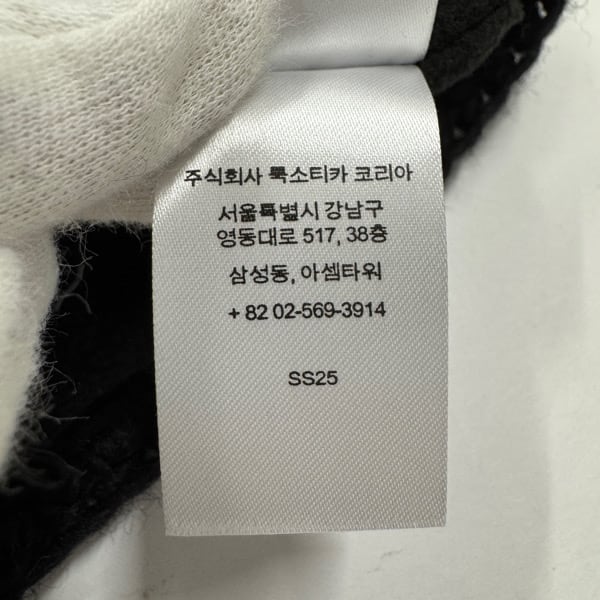 주식회사 룩소티카 코리아
서울특별시 강남구
영동대로 517, 38층
삼성동, 아셈타워
+ 82 02-569-3914
SS25